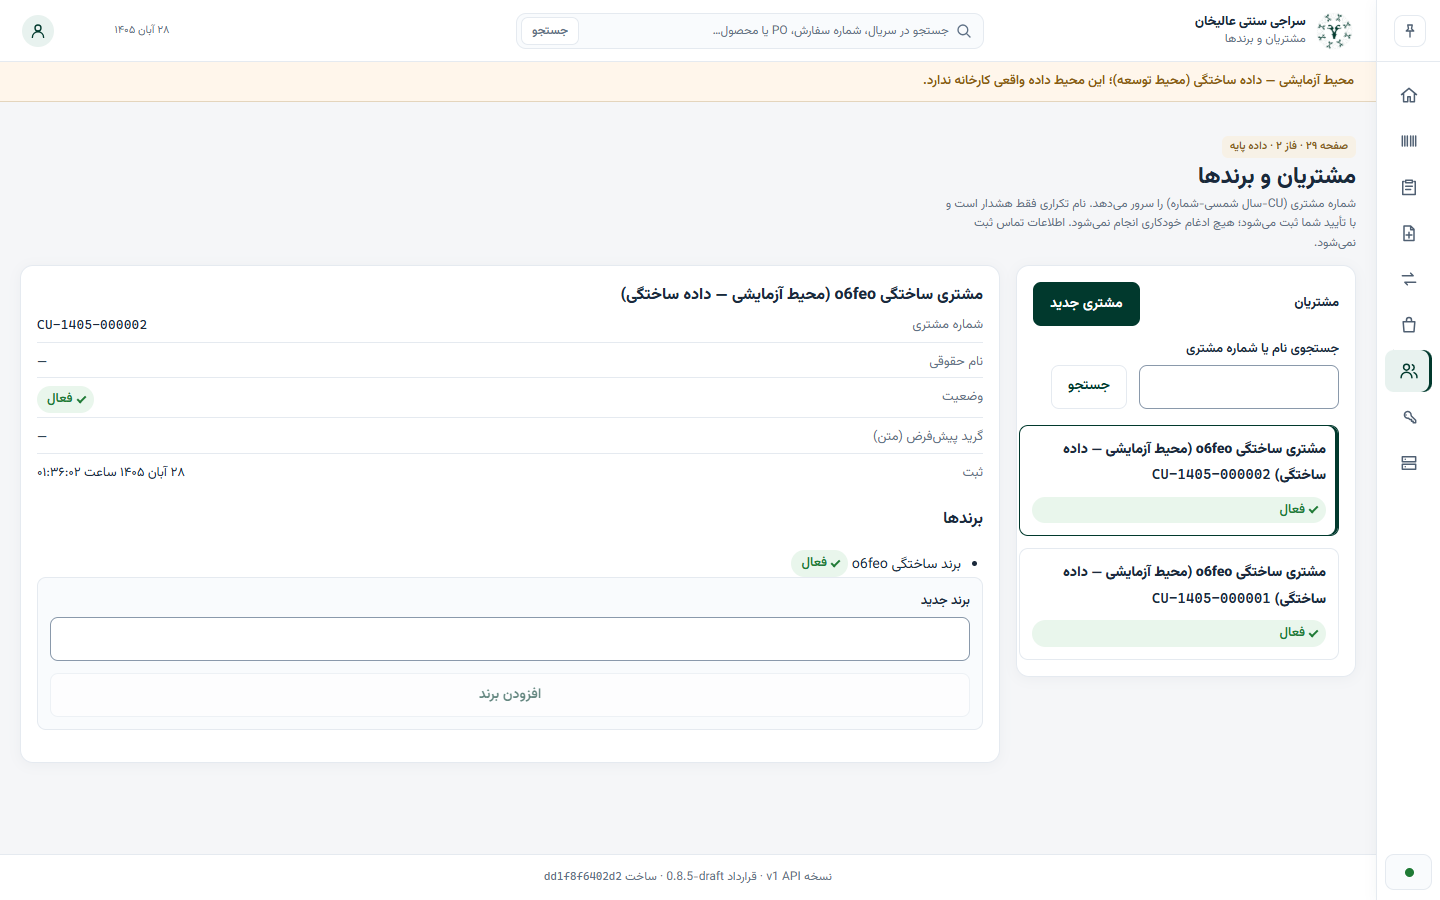 سراجی سنتی عالیخان
مشتریان و برندها
جستجو در سریال، شماره سفارش، PO یا محصول...
جستجو
۲۸ آبان ۱۴۰۵
محیط آزمایشی — داده ساختگی (محیط توسعه)؛ این محیط داده واقعی کارخانه ندارد.
صفحه ۲۹ · فاز ۲ · داده پایه
مشتریان و برندها
شماره مشتری (CU-سال شمسی-شماره) را سرور می‌دهد. نام تکراری فقط هشدار است و
با تأیید شما ثبت می‌شود؛ هیچ ادغام خودکاری انجام نمی‌شود. اطلاعات تماس ثبت
نمی‌شود.
مشتریان
مشتری جدید
جستجوی نام یا شماره مشتری
جستجو
مشتری ساختگی o6feo (محیط آزمایشی — داده
ساختگی) CU-1405-000002
فعال
مشتری ساختگی o6feo (محیط آزمایشی — داده
ساختگی) CU-1405-000001
فعال
مشتری ساختگی o6feo (محیط آزمایشی — داده ساختگی)
شماره مشتری CU-1405-000002
نام حقوقی —
وضعیت فعال
گرید پیش‌فرض (متن) —
ثبت ۲۸ آبان ۱۴۰۵ ساعت ۰۱:۳۶:۰۲
برندها
برند ساختگی o6feo فعال
برند جدید
افزودن برند
نسخه API v1 · قرارداد 0.8.5-draft · ساخت dd1f8f6402d2